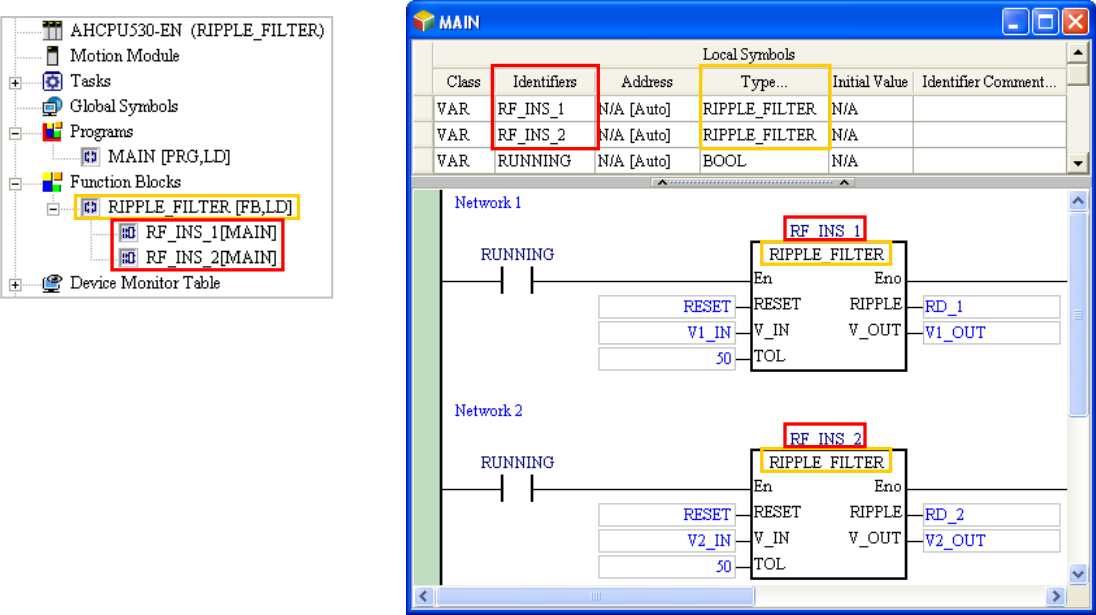 AHCPU530-EN (RIPPLE_FILTER)
Motion Module
Tasks
Global Symbols
Programs
MAIN [PRG,LD]
Function Blocks
RIPPLE_FILTER [FB,LD]
RF_INS_1[MAIN]
RF_INS_2[MAIN]
Device Monitor Table
MAIN
Local Symbols
Class Identifiers Address Type... Initial Value Identifier Comment...
VAR RF_INS_1 N/A [Auto] RIPPLE_FILTER N/A
VAR RF_INS_2 N/A [Auto] RIPPLE_FILTER N/A
VAR RUNNING N/A [Auto] BOOL N/A
Network 1
RF_INS_1
RUNNING RIPPLE_FILTER
En Eno
RESET RESET RIPPLE RD_1
V1_IN V_IN V_OUT V1_OUT
50 TOL
Network 2
RF_INS_2
RUNNING RIPPLE_FILTER
En Eno
RESET RESET RIPPLE RD_2
V2_IN V_IN V_OUT V2_OUT
50 TOL